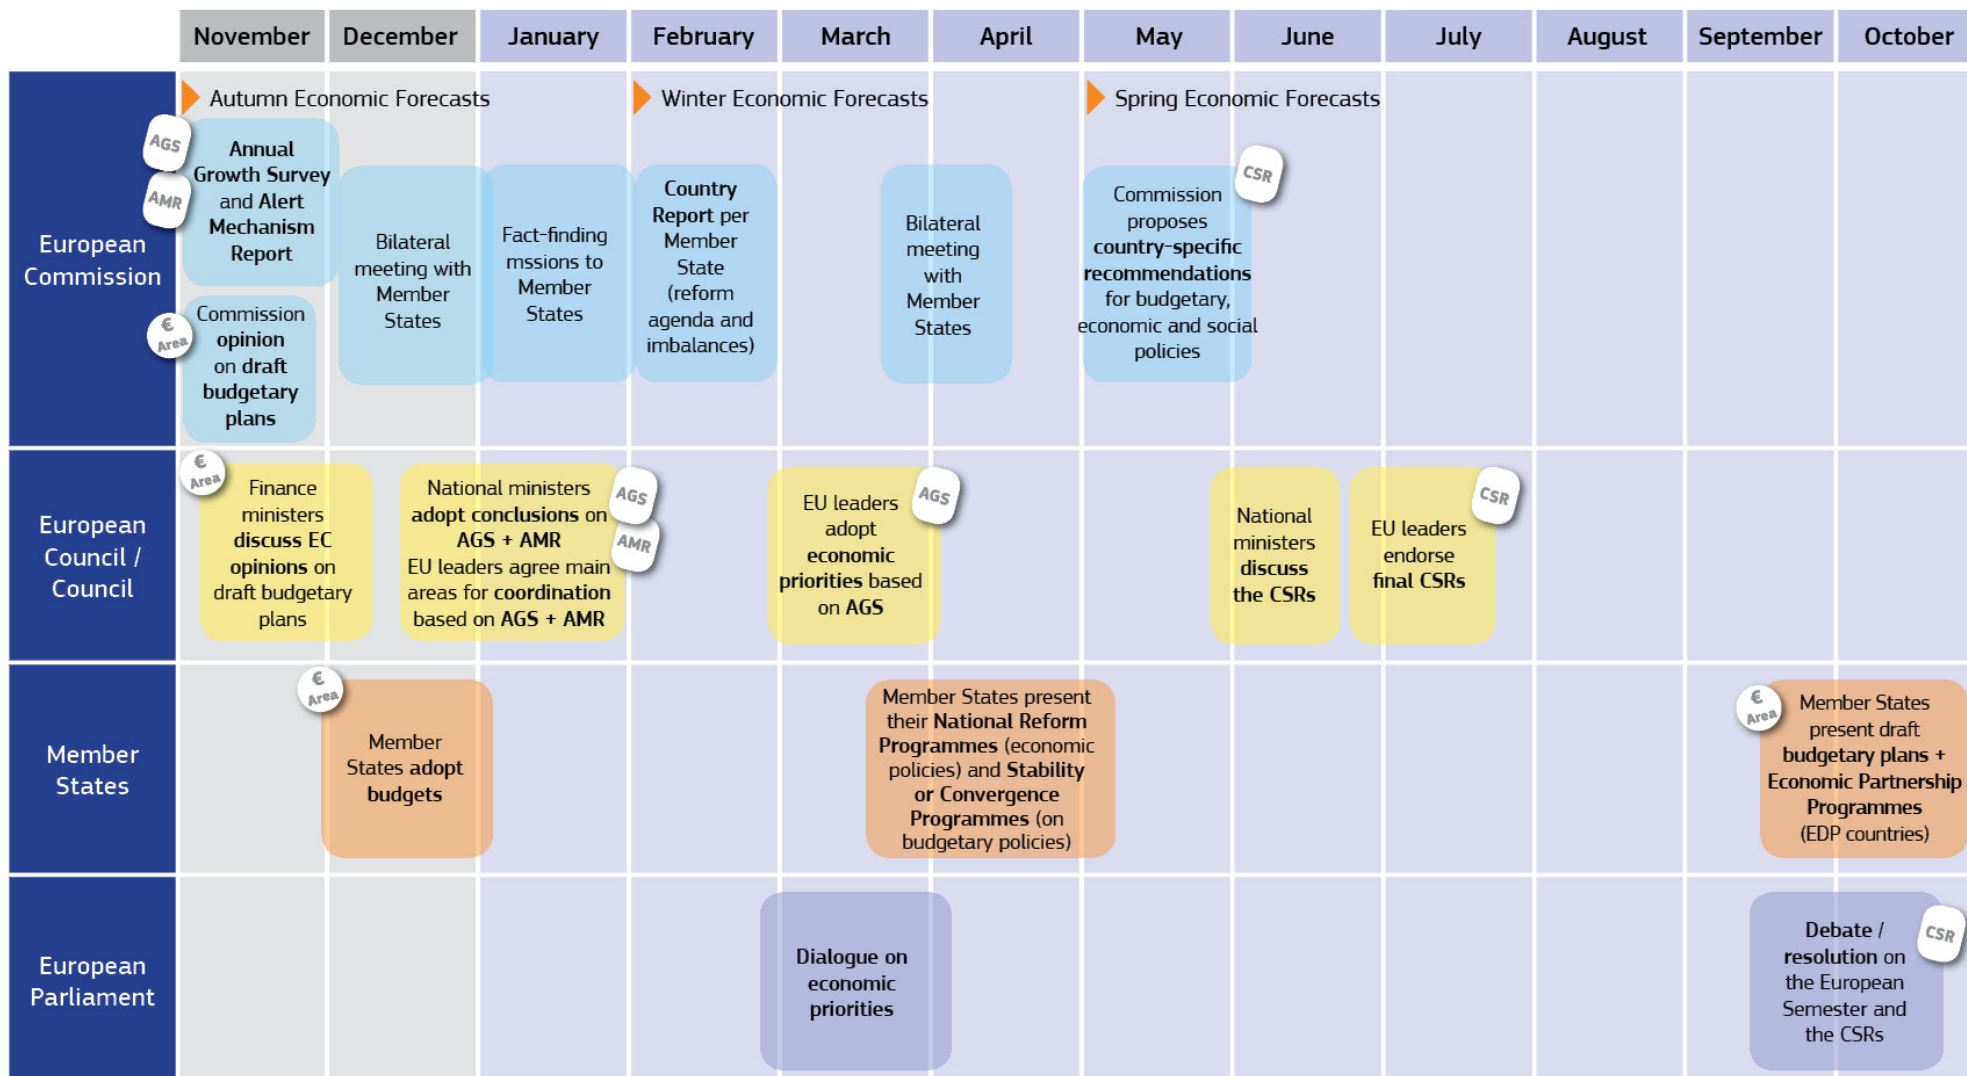 November
December
January
February
March
April
May
June
July
August
September
October
European
Commission
Autumn Economic Forecasts
Winter Economic Forecasts
Spring Economic Forecasts
AGS
AMR
Annual
Growth Survey
and Alert
Mechanism
Report
€
Area
Commission
opinion
on draft
budgetary
plans
Bilateral
meeting with
Member
States
Fact-finding
mssions to
Member
States
Country
Report per
Member
State
(reform
agenda and
imbalances)
Bilateral
meeting
with
Member
States
CSR
Commission
proposes
country-specific
recommendations
for budgetary,
economic and social
policies
European
Council /
Council
€
Area
Finance
ministers
discuss EC
opinions on
draft budgetary
plans
National ministers
adopt conclusions on
AGS + AMR
EU leaders agree main
areas for coordination
based on AGS + AMR
AGS
AMR
EU leaders
adopt
economic
priorities based
on AGS
AGS
National
ministers
discuss
the CSRs
EU leaders
endorse
final CSRs
CSR
Member
States
€
Area
Member
States adopt
budgets
Member States present
their National Reform
Programmes (economic
policies) and Stability
or Convergence
Programmes (on
budgetary policies)
€
Area
Member States
present draft
budgetary plans +
Economic Partnership
Programmes
(EDP countries)
European
Parliament
Dialogue on
economic
priorities
Debate /
resolution on
the European
Semester and
the CSRs
CSR